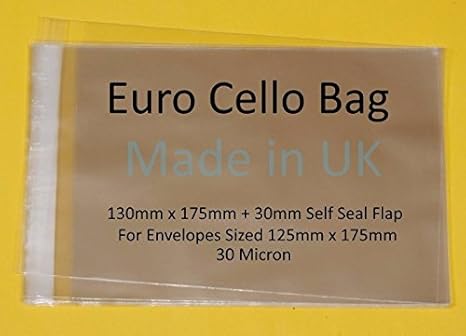 Euro Cello Bag
Made in UK
130mm x 175mm + 30mm Self Seal Flap
For Envelopes Sized 125mm x 175mm
30 Micron